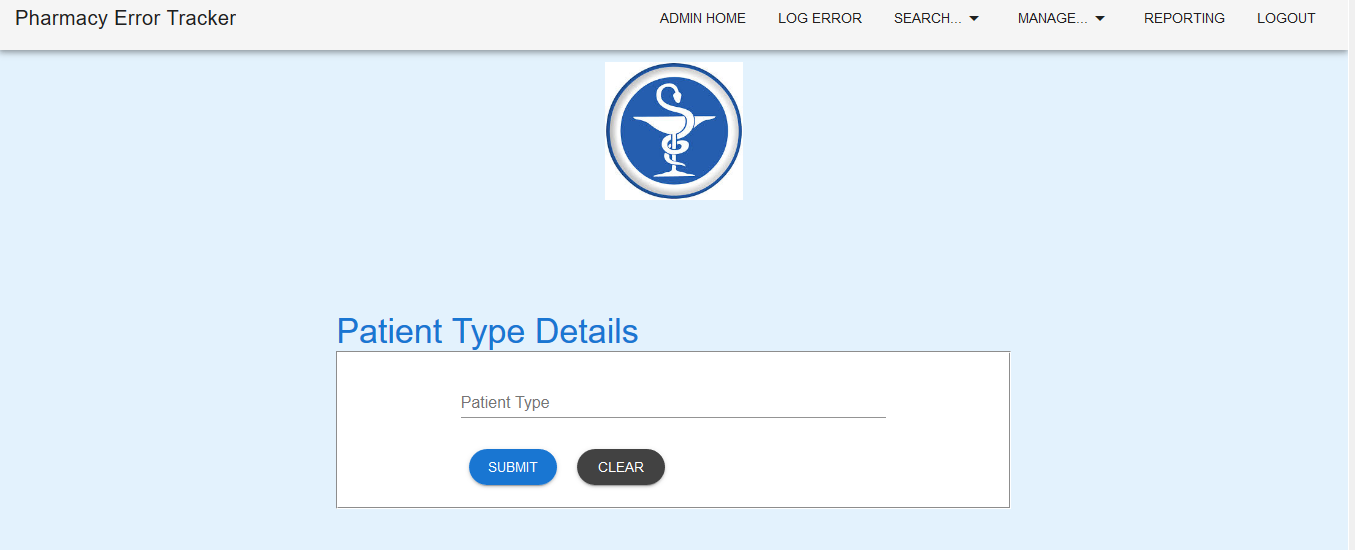 Pharmacy Error Tracker
ADMIN HOME LOG ERROR SEARCH... MANAGE... REPORTING LOGOUT
Patient Type Details
Patient Type
SUBMIT CLEAR